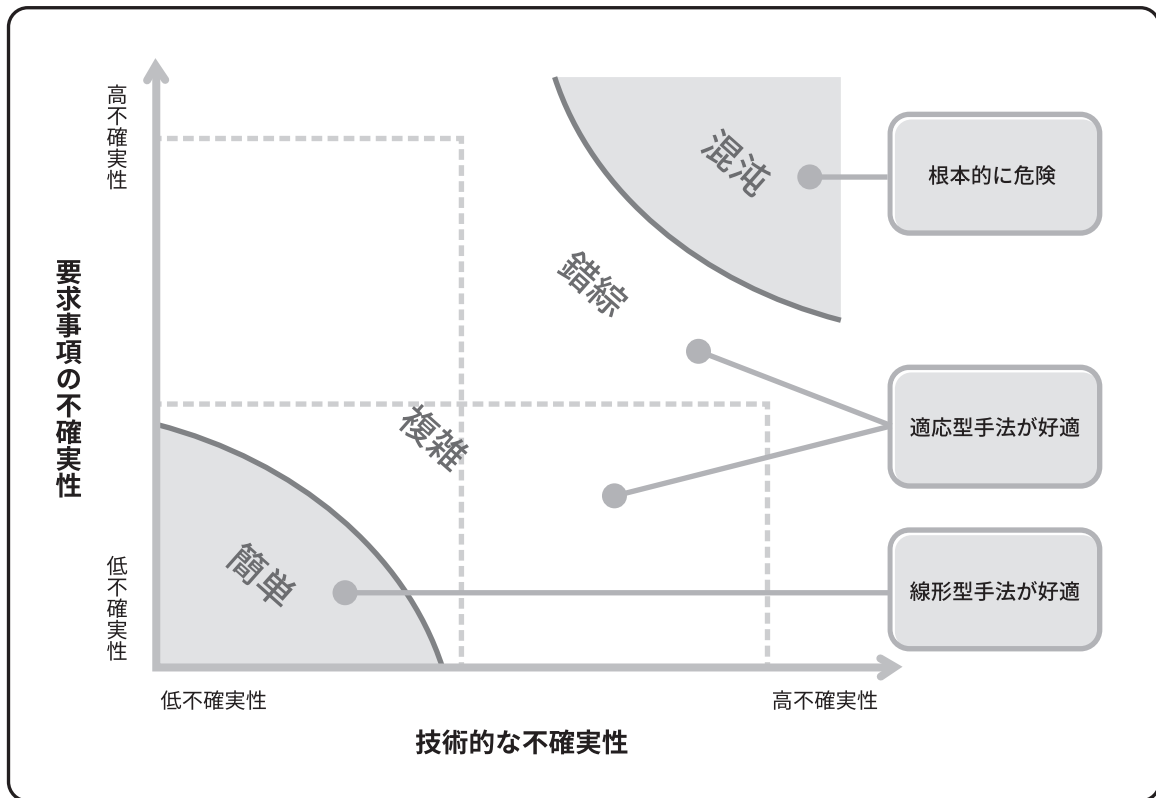 高不確実性
混沌
根本的に危険
錯綜
要求事項の不確実性
適応型手法が好適
複雑
簡単
線形型手法が好適
低不確実性
低不確実性
高不確実性
技術的な不確実性